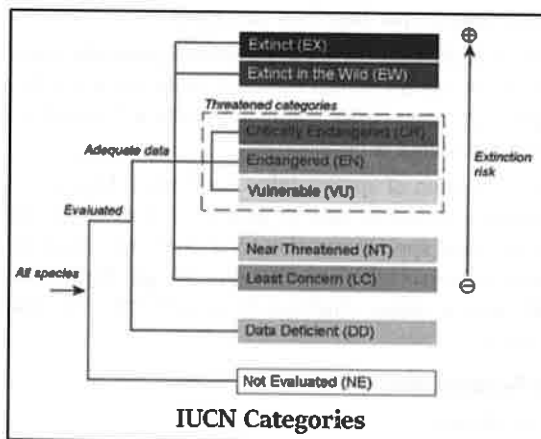 Extinct (EX)
Extinct in the Wild (EW)
Threatened categories
Critically Endangered (CR)
Adequate data
Endangered (EN)
Extinction
risk
Vulnerable (VU)
Evaluated
Near Threatened (NT)
All species
Least Concern (LC)
Data Deficient (DD)
Not Evaluated (NE)
IUCN Categories